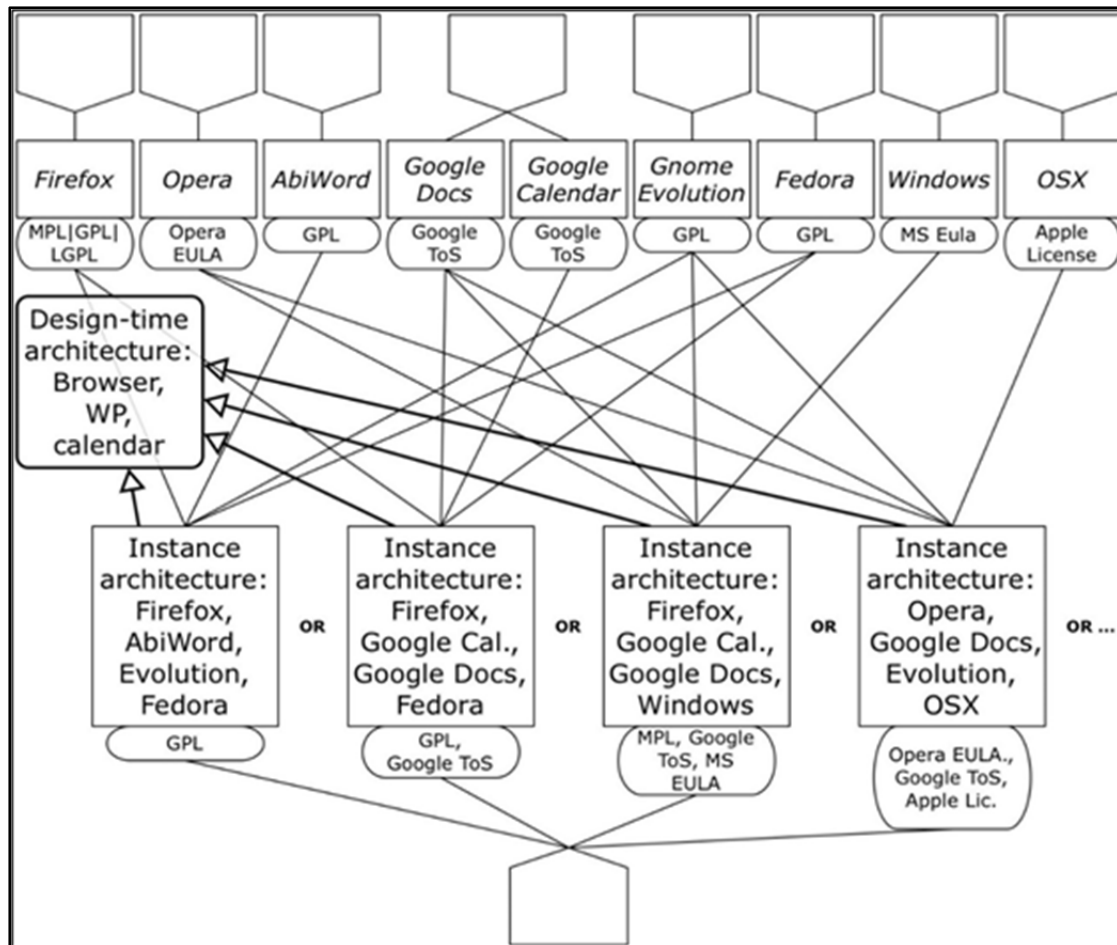 Firefox
Opera
AbiWord
Google
Docs
Google
Calendar
Gnome
Evolution
Fedora
Windows
OSX
MPL|GPL|
LGPL
Opera
EULA
GPL
Google
ToS
Google
ToS
GPL
GPL
MS Eula
Apple
License
Design-time
architecture:
Browser,
WP,
calendar
Instance
architecture:
Firefox,
AbiWord,
Evolution,
Fedora
OR
Instance
architecture:
Firefox,
Google Cal.,
Google Docs,
Fedora
OR
Instance
architecture:
Firefox,
Google Cal.,
Google Docs,
Windows
OR
Instance
architecture:
Opera,
Google Docs,
Evolution,
OSX
OR ...
GPL
GPL,
Google ToS
MPL, Google
ToS, MS
EULA
Opera EULA.,
Google ToS,
Apple Lic.